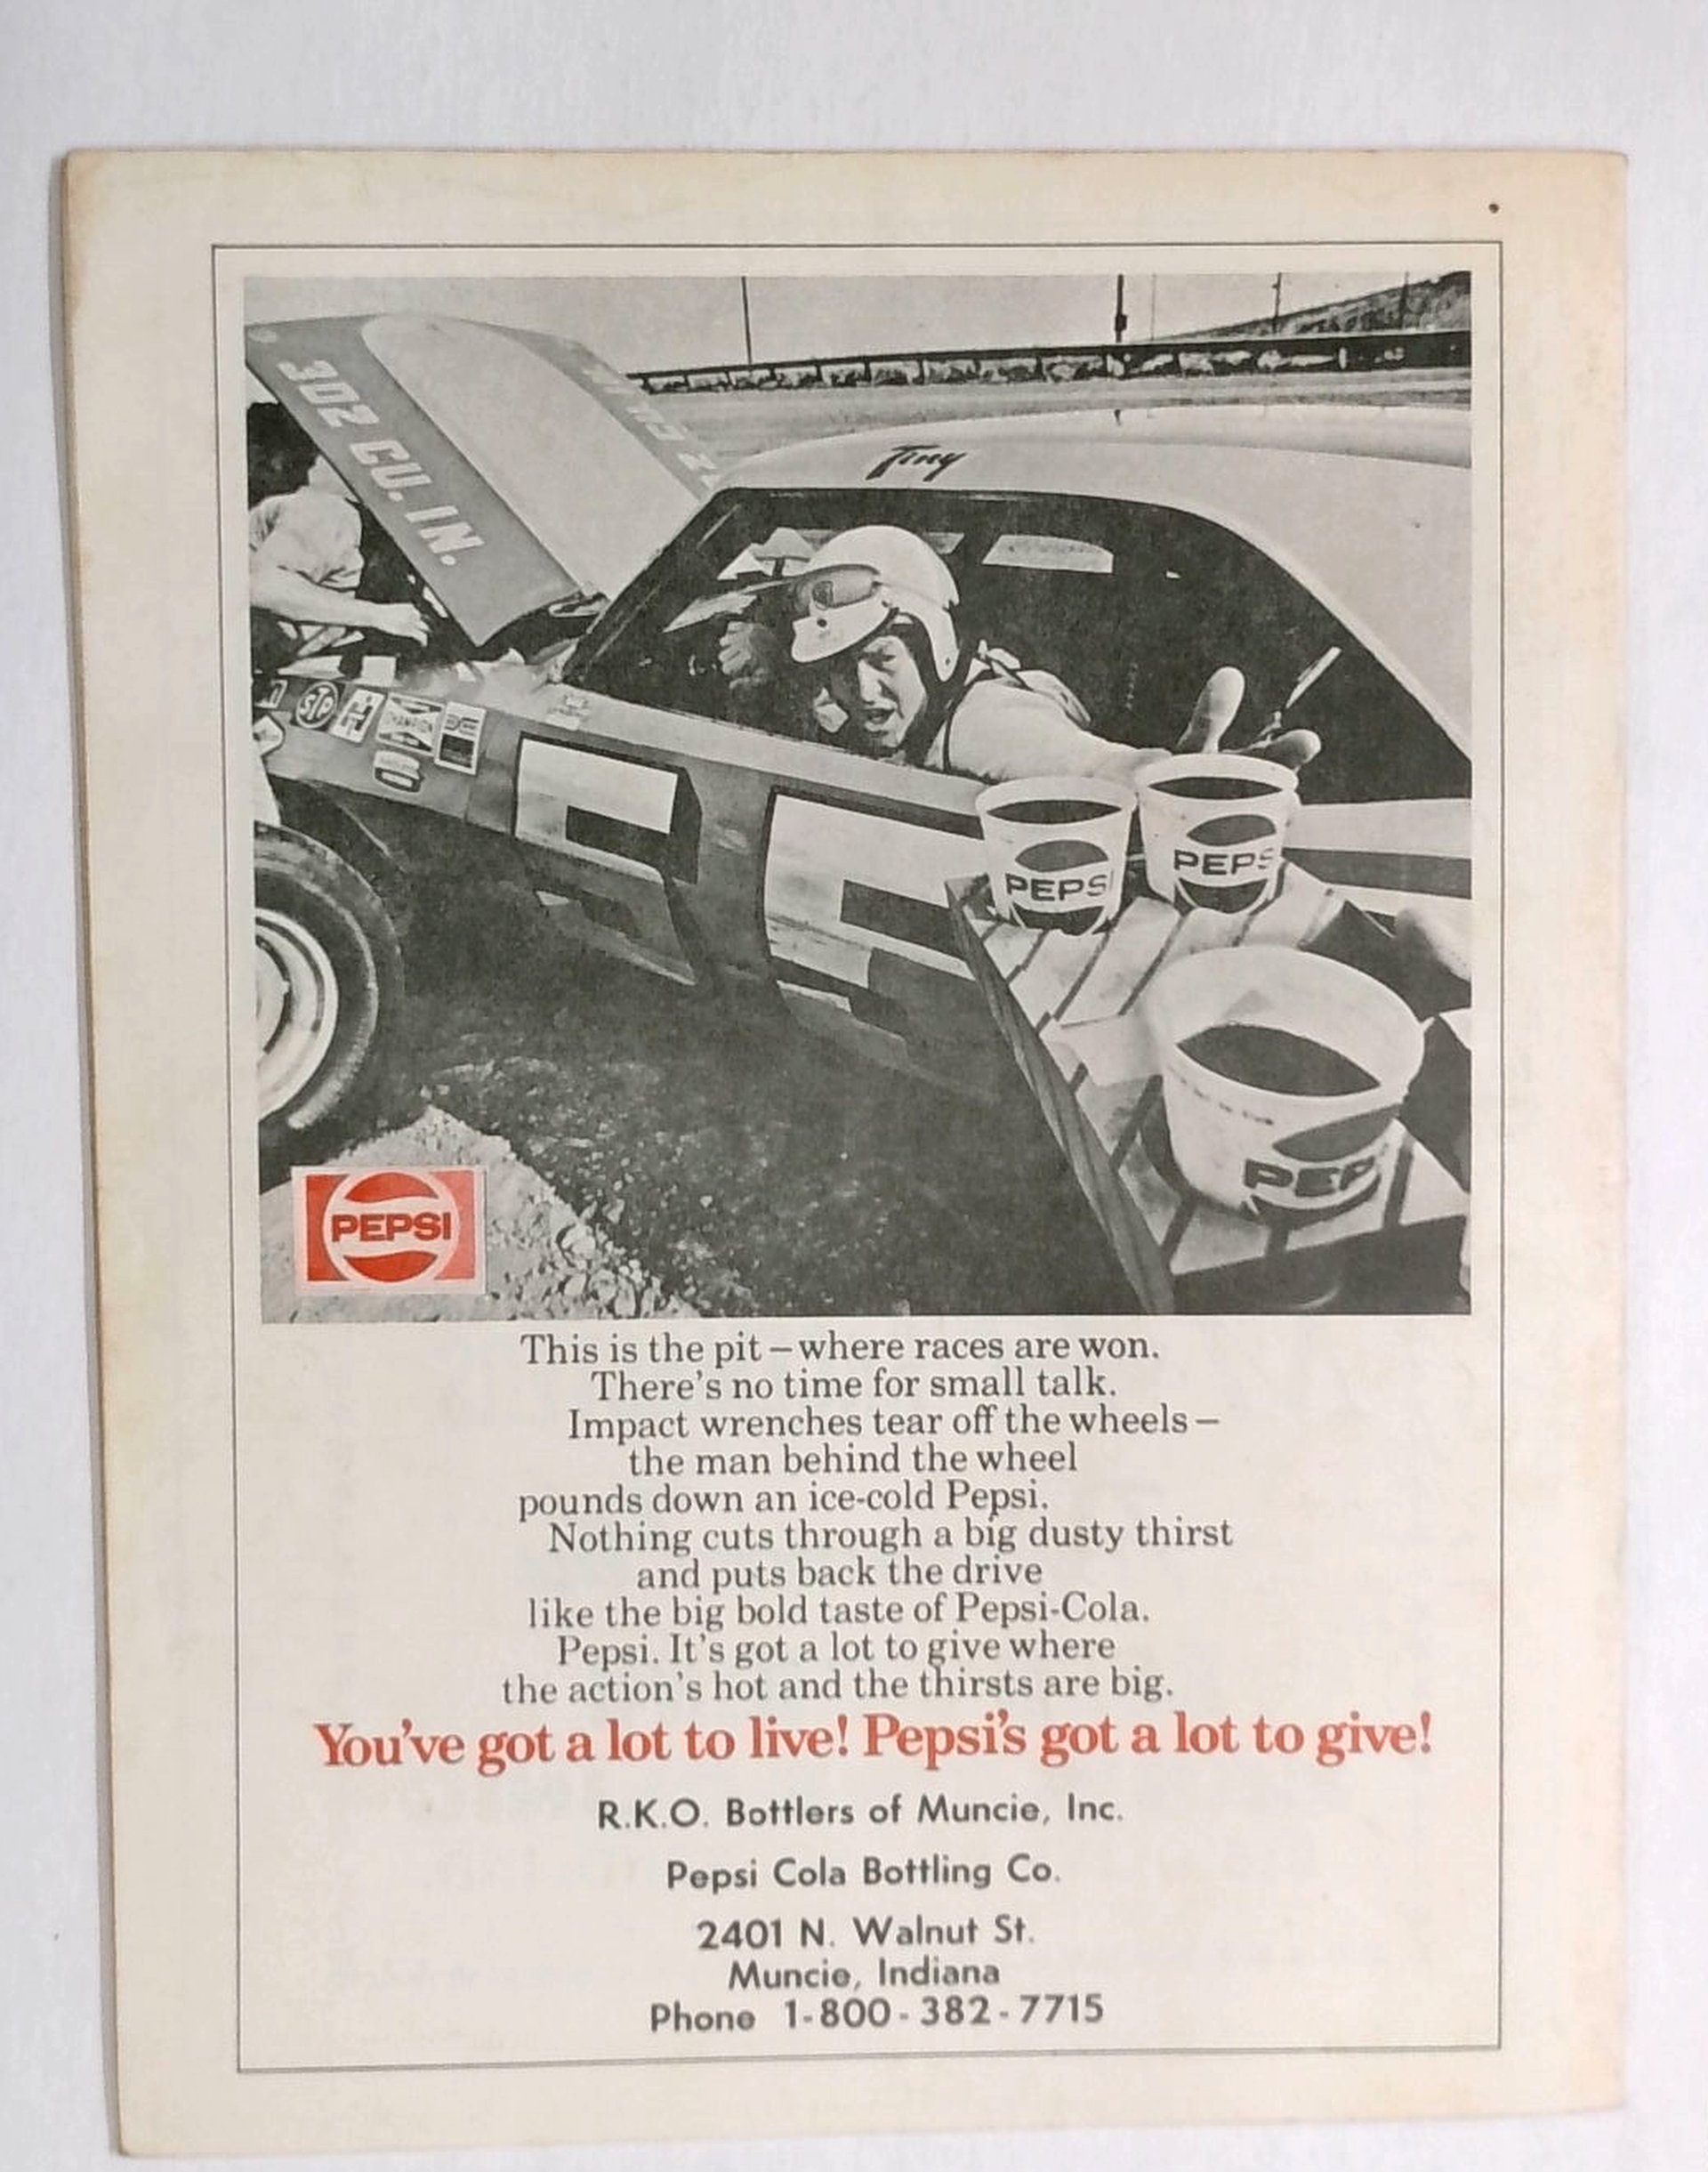 302 CU. IN.
Tiny
STP
CHAMPION
PEPSI
PEPS
PEP
PEPSI
This is the pit – where races are won.
There's no time for small talk.
Impact wrenches tear off the wheels –
the man behind the wheel
pounds down an ice-cold Pepsi.
Nothing cuts through a big dusty thirst
and puts back the drive
like the big bold taste of Pepsi-Cola.
Pepsi. It's got a lot to give where
the action's hot and the thirsts are big.
You've got a lot to live! Pepsi's got a lot to give!
R.K.O. Bottlers of Muncie, Inc.
Pepsi Cola Bottling Co.
2401 N. Walnut St.
Muncie, Indiana
Phone 1-800-382-7715